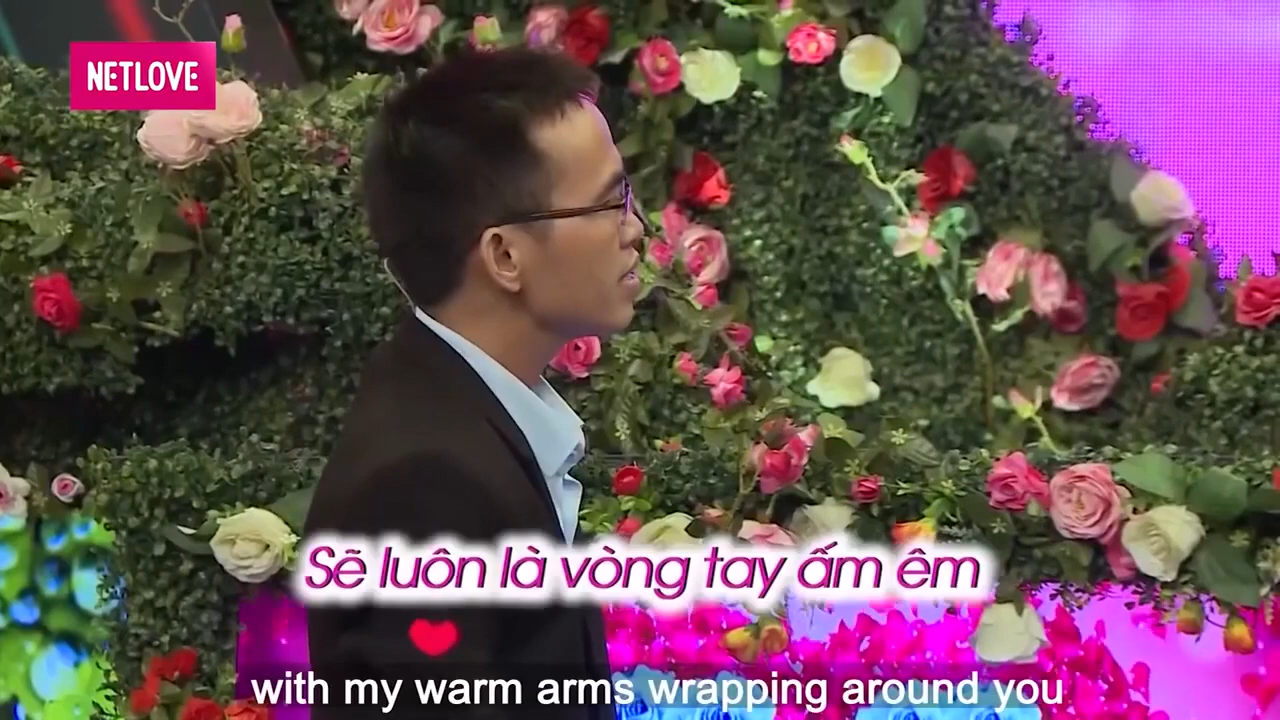 NETLOVE
Sẽ luôn là vòng tay ấm êm
with my warm arms wrapping around you